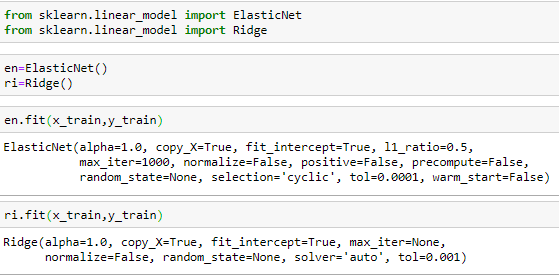 from sklearn.linear_model import ElasticNet
from sklearn.linear_model import Ridge
en=ElasticNet()
ri=Ridge()
en.fit(x_train,y_train)
ElasticNet(alpha=1.0, copy_X=True, fit_intercept=True, l1_ratio=0.5,
max_iter=1000, normalize=False, positive=False, precompute=False,
random_state=None, selection='cyclic', tol=0.0001, warm_start=False)
ri.fit(x_train,y_train)
Ridge(alpha=1.0, copy_X=True, fit_intercept=True, max_iter=None,
normalize=False, random_state=None, solver='auto', tol=0.001)